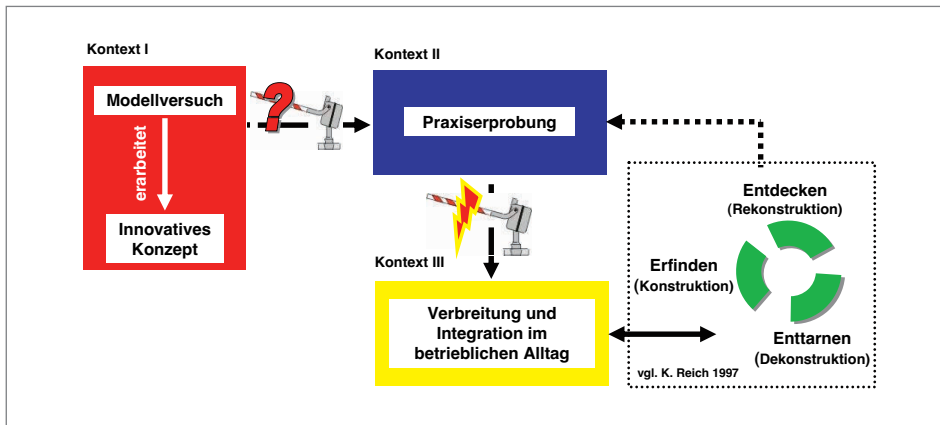 Kontext I
Modellversuch
erarbeitet
Innovatives
Konzept
?
Kontext II
Praxiserprobung
Kontext III
Verbreitung und
Integration im
betrieblichen Alltag
Entdecken
(Rekonstruktion)
Erfinden
(Konstruktion)
Enttarnen
(Dekonstruktion)
vgl. K. Reich 1997